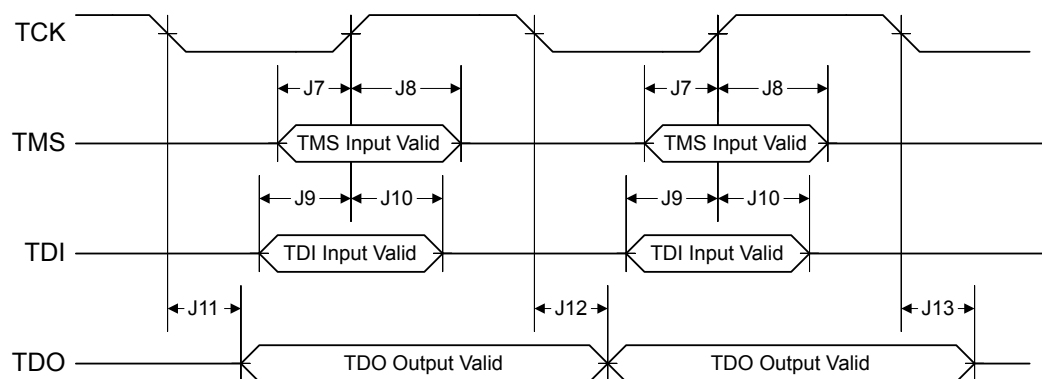 TCK
J7 J8 J7 J8
TMS TMS Input Valid TMS Input Valid
J9 J10 J9 J10
TDI TDI Input Valid TDI Input Valid
J11 J12 J13
TDO TDO Output Valid TDO Output Valid